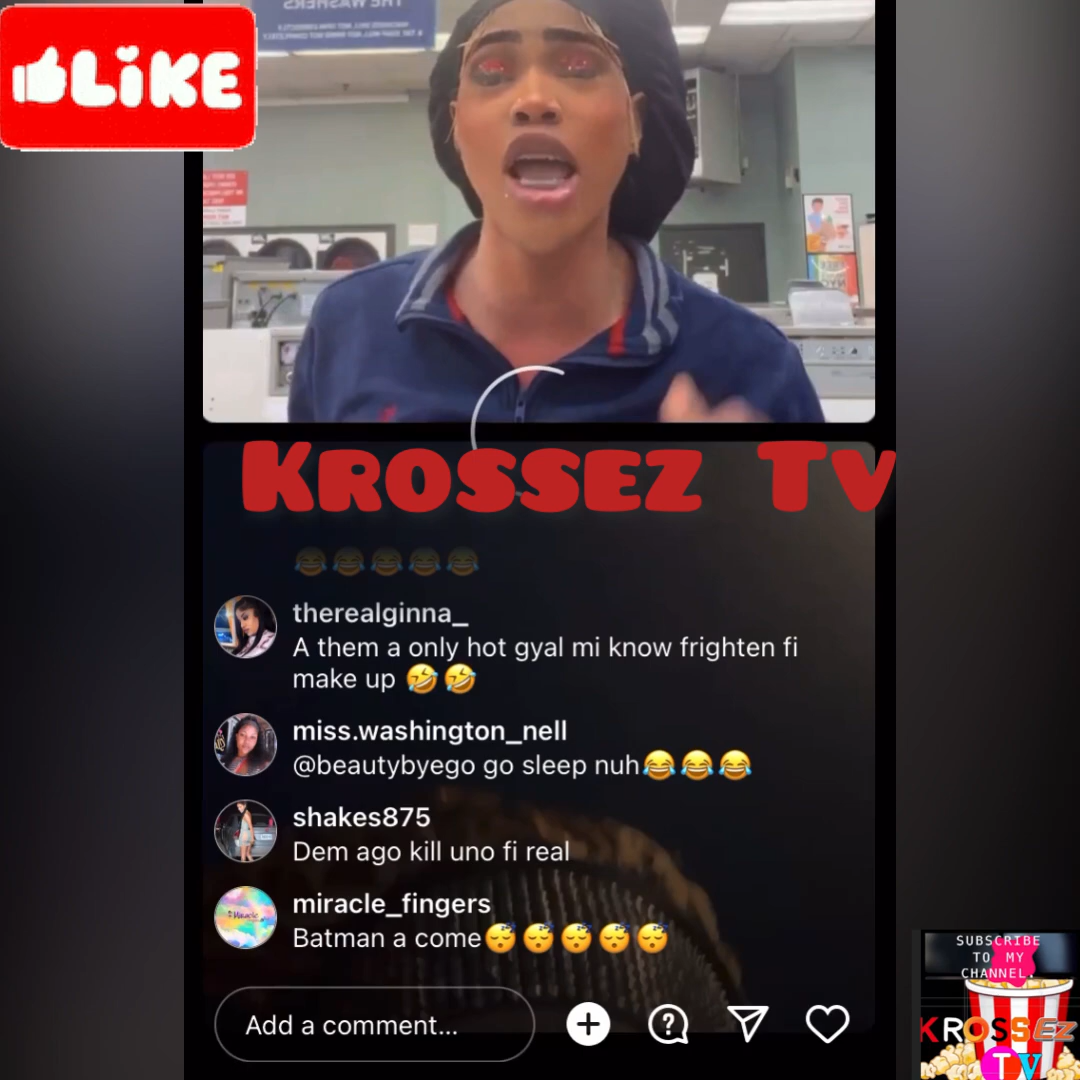 LiKE
THE WASHERS
Krossez Tv
😂😂😂😂😂
therealginna_
A them a only hot gyal mi know frighten fi
make up 🤣🤣
miss.washington_nell
@beautybyego go sleep nuh😂😂😂
shakes875
Dem ago kill uno fi real
miracle_fingers
Batman a come😴😴😴😴😴
Add a comment...
SUBSCRIBE
TO MY
CHANNEL.
KROSSEZ
TV